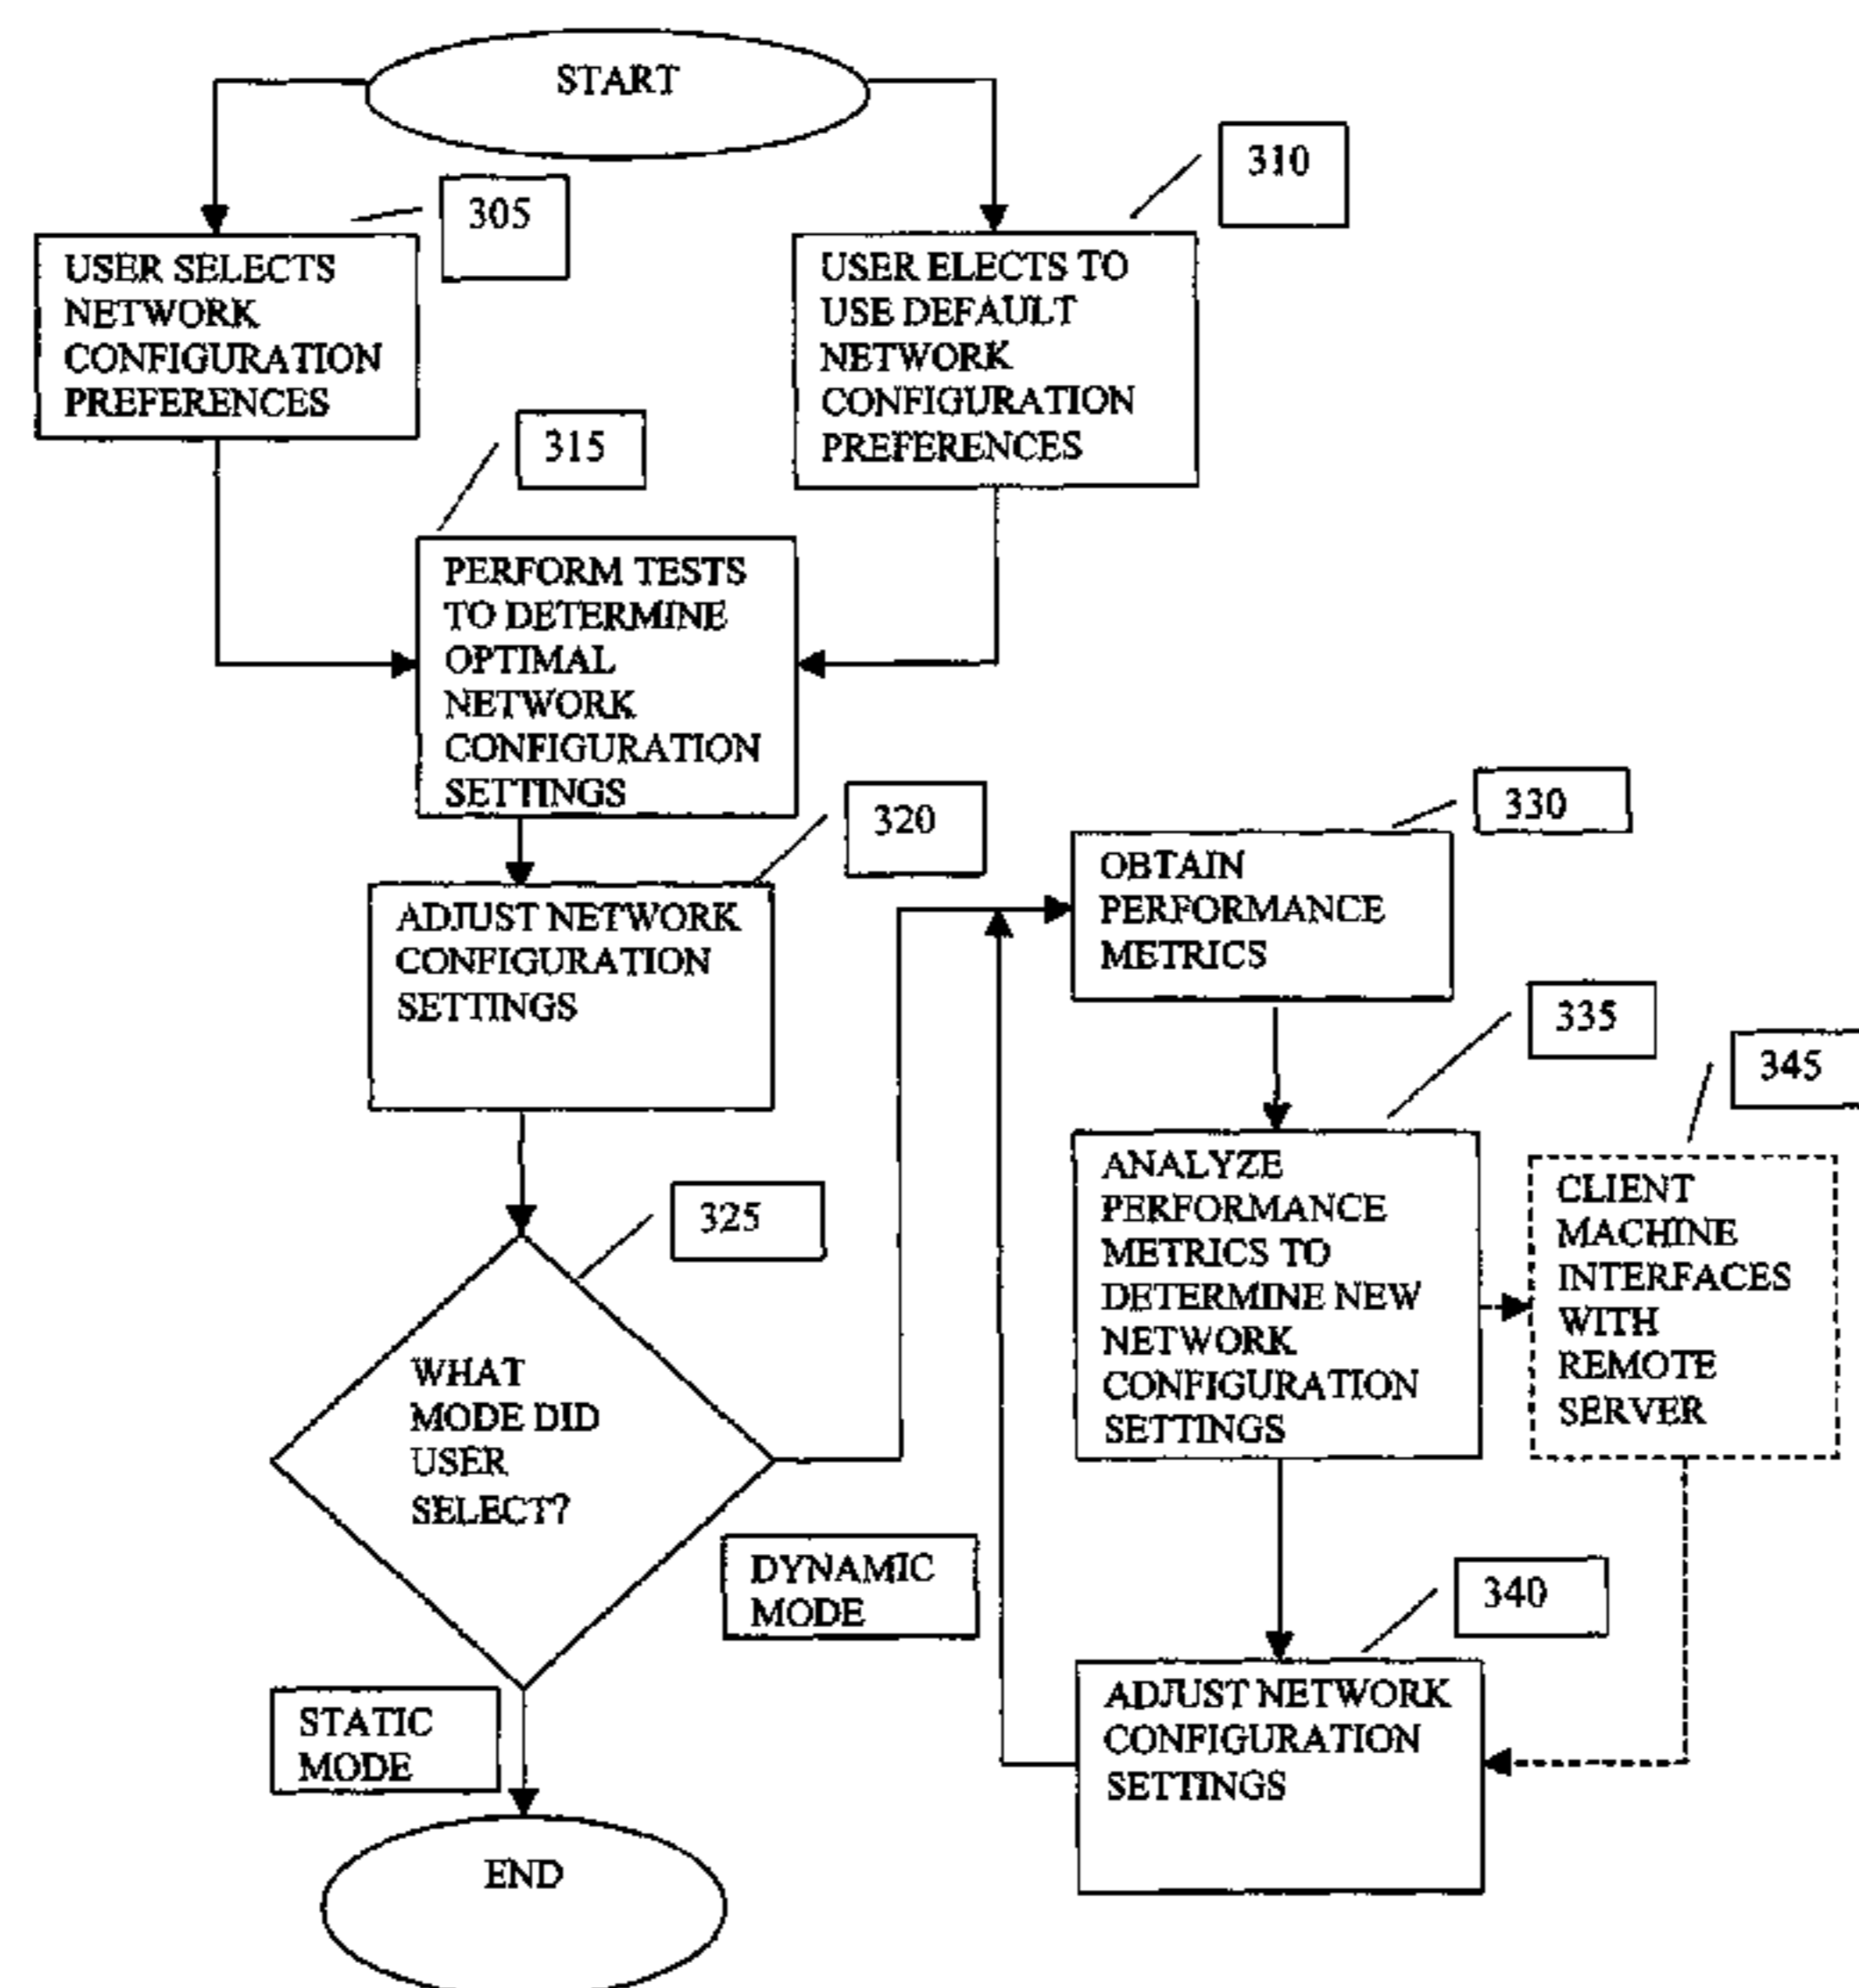 START
310
305
USER SELECTS
NETWORK
CONFIGURATION
PREFERENCES
USER ELECTS TO
USE DEFAULT
NETWORK
CONFIGURATION
PREFERENCES
315
PERFORM TESTS
TO DETERMINE
OPTIMAL
NETWORK
CONFIGURATION
SETTINGS
320
330
ADJUST NETWORK
CONFIGURATION
SETTINGS
OBTAIN
PERFORMANCE
METRICS
335
345
325
ANALYZE
PERFORMANCE
METRICS TO
DETERMINE NEW
NETWORK
CONFIGURATION
SETTINGS
CLIENT
MACHINE
INTERFACES
WITH
REMOTE
SERVER
WHAT
MODE DID
USER
SELECT?
DYNAMIC
MODE
340
STATIC
MODE
ADJUST NETWORK
CONFIGURATION
SETTINGS
END